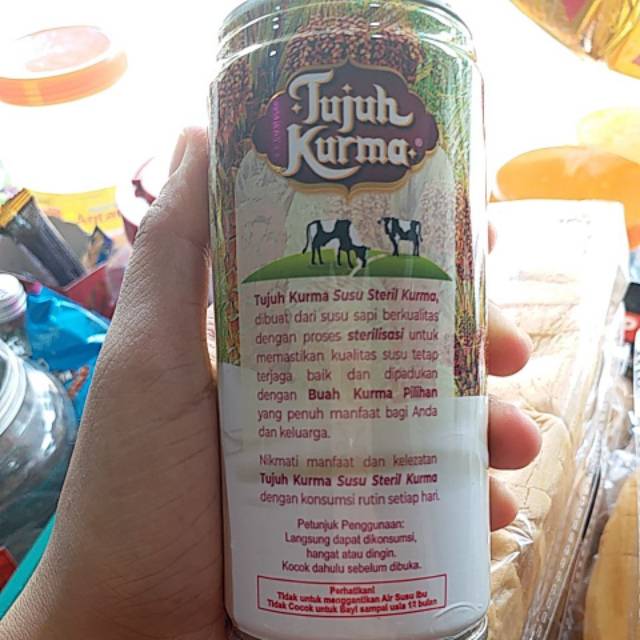 Tujuh
Kurma
Tujuh Kurma Susu Steril Kurma,
dibuat dari susu sapi berkualitas
dengan proses sterilisasi untuk
memastikan kualitas susu tetap
terjaga baik dan dipadukan
dengan Buah Kurma Pilihan
yang penuh manfaat bagi Anda
dan keluarga.
Nikmati manfaat dan kelezatan
Tujuh Kurma Susu Steril Kurma
dengan konsumsi rutin setiap hari.
Petunjuk Penggunaan:
Langsung dapat dikonsumsi,
hangat atau dingin.
Kocok dahulu sebelum dibuka.
Perhatikan!
Tidak untuk menggantikan Air Susu Ibu
Tidak Cocok untuk Bayi sampai usia 12 bulan